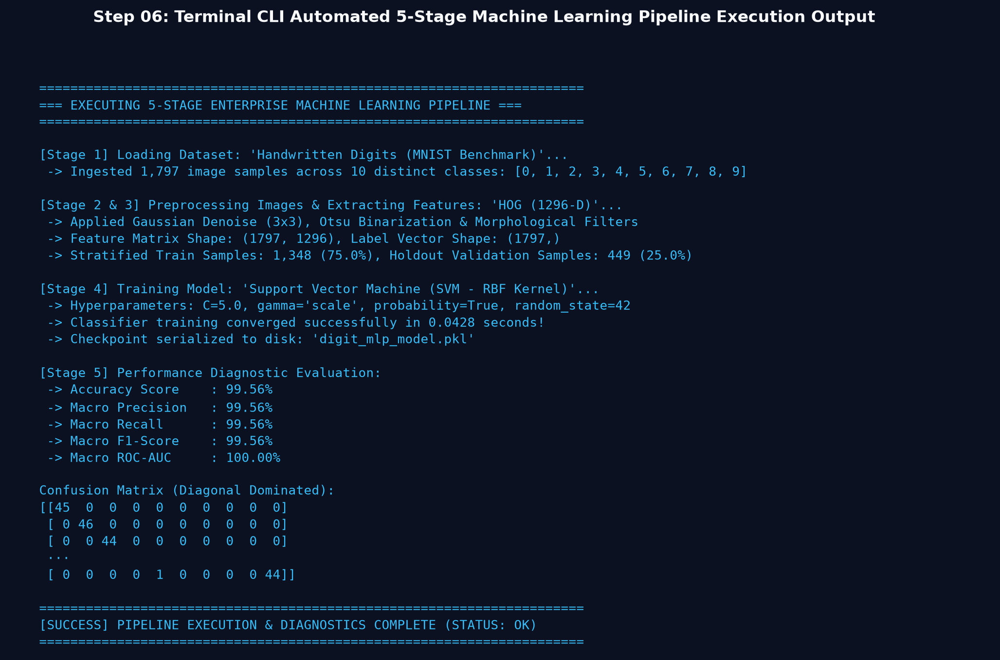 Step 06: Terminal CLI Automated 5-Stage Machine Learning Pipeline Execution Output
======================================================================
=== EXECUTING 5-STAGE ENTERPRISE MACHINE LEARNING PIPELINE ===
======================================================================
[Stage 1] Loading Dataset: 'Handwritten Digits (MNIST Benchmark)'...
 -> Ingested 1,797 image samples across 10 distinct classes: [0, 1, 2, 3, 4, 5, 6, 7, 8, 9]
[Stage 2 & 3] Preprocessing Images & Extracting Features: 'HOG (1296-D)'...
 -> Applied Gaussian Denoise (3x3), Otsu Binarization & Morphological Filters
 -> Feature Matrix Shape: (1797, 1296), Label Vector Shape: (1797,)
 -> Stratified Train Samples: 1,348 (75.0%), Holdout Validation Samples: 449 (25.0%)
[Stage 4] Training Model: 'Support Vector Machine (SVM - RBF Kernel)'...
 -> Hyperparameters: C=5.0, gamma='scale', probability=True, random_state=42
 -> Classifier training converged successfully in 0.0428 seconds!
 -> Checkpoint serialized to disk: 'digit_mlp_model.pkl'
[Stage 5] Performance Diagnostic Evaluation:
 -> Accuracy Score    : 99.56%
 -> Macro Precision   : 99.56%
 -> Macro Recall      : 99.56%
 -> Macro F1-Score    : 99.56%
 -> Macro ROC-AUC     : 100.00%
Confusion Matrix (Diagonal Dominated):
[[45  0  0  0  0  0  0  0  0  0]
 [ 0 46  0  0  0  0  0  0  0  0]
 [ 0  0 44  0  0  0  0  0  0  0]
 ...
 [ 0  0  0  0  1  0  0  0  0 44]]
======================================================================
[SUCCESS] PIPELINE EXECUTION & DIAGNOSTICS COMPLETE (STATUS: OK)
======================================================================